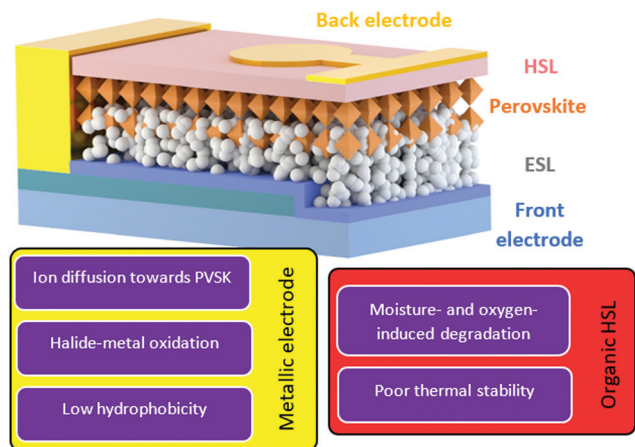 Back electrode
HSL
Perovskite
ESL
Front
electrode
Ion diffusion towards PVSK
Halide-metal oxidation
Low hydrophobicity
Metallic electrode
Moisture- and oxygen-
induced degradation
Poor thermal stability
Organic HSL